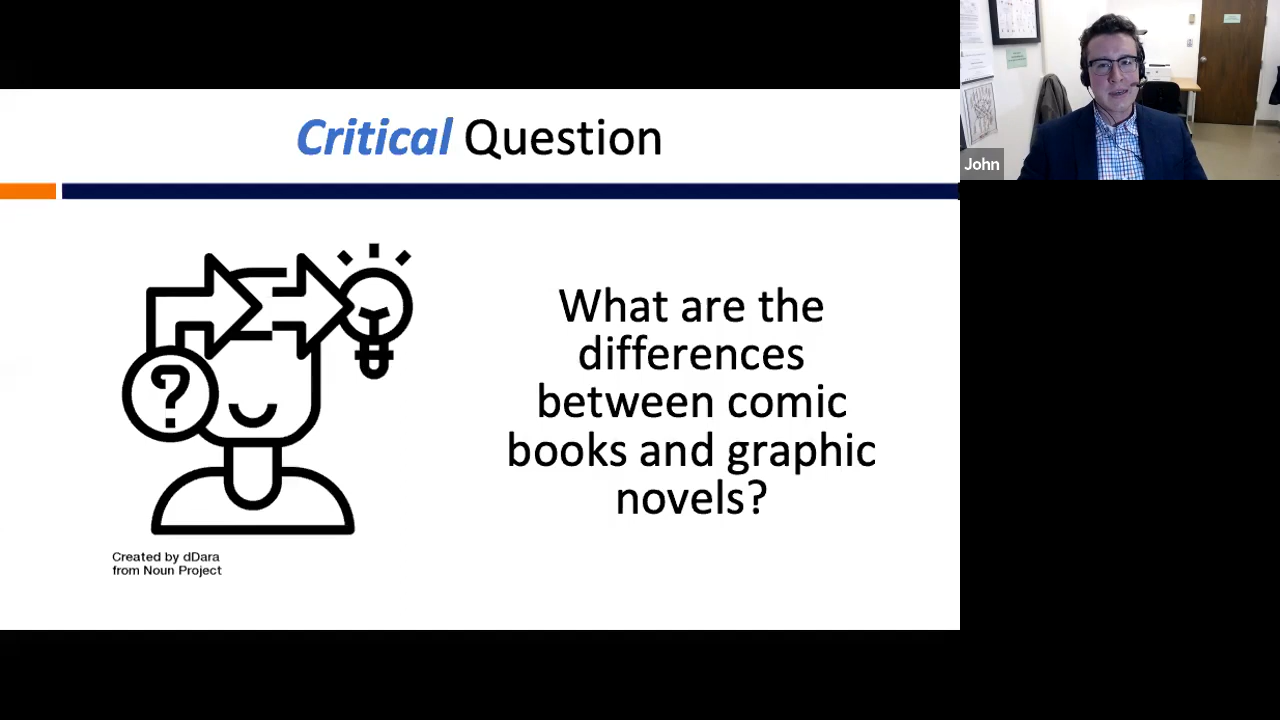 Critical Question
?
What are the
differences
between comic
books and graphic
novels?
Created by dDara
from Noun Project
John